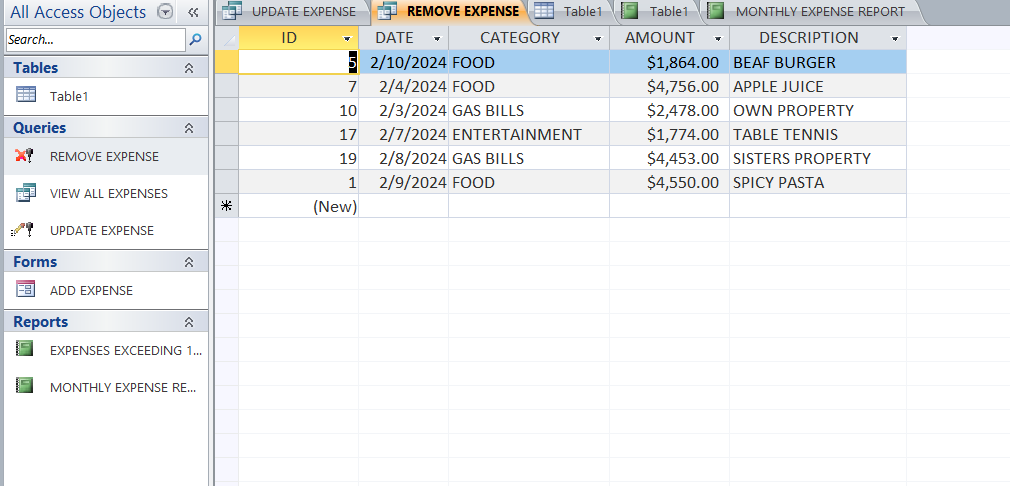 All Access Objects
Search...
Tables
Table1
Queries
REMOVE EXPENSE
VIEW ALL EXPENSES
UPDATE EXPENSE
Forms
ADD EXPENSE
Reports
EXPENSES EXCEEDING 1...
MONTHLY EXPENSE RE...
UPDATE EXPENSE REMOVE EXPENSE Table1 Table1 MONTHLY EXPENSE REPORT
ID DATE CATEGORY AMOUNT DESCRIPTION
5 2/10/2024 FOOD $1,864.00 BEAF BURGER
7 2/4/2024 FOOD $4,756.00 APPLE JUICE
10 2/3/2024 GAS BILLS $2,478.00 OWN PROPERTY
17 2/7/2024 ENTERTAINMENT $1,774.00 TABLE TENNIS
19 2/8/2024 GAS BILLS $4,453.00 SISTERS PROPERTY
1 2/9/2024 FOOD $4,550.00 SPICY PASTA
(New)